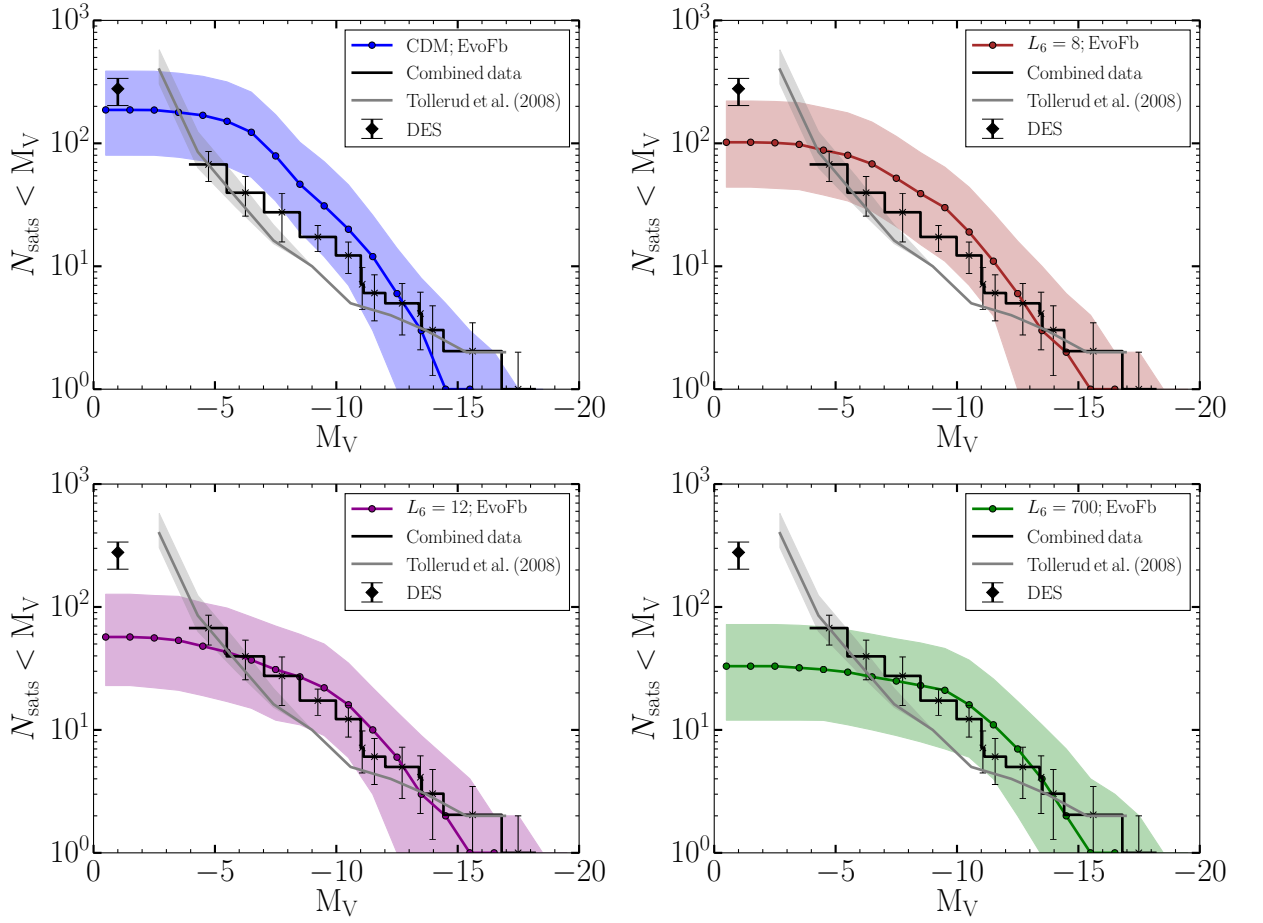 10³
10²
10¹
10⁰
N_sats < M_V
CDM; EvoFb
Combined data
Tollerud et al. (2008)
DES
0 −5 −10 −15 −20
M_V
10³
10²
10¹
10⁰
N_sats < M_V
L₆ = 8; EvoFb
Combined data
Tollerud et al. (2008)
DES
0 −5 −10 −15 −20
M_V
10³
10²
10¹
10⁰
N_sats < M_V
L₆ = 12; EvoFb
Combined data
Tollerud et al. (2008)
DES
0 −5 −10 −15 −20
M_V
10³
10²
10¹
10⁰
N_sats < M_V
L₆ = 700; EvoFb
Combined data
Tollerud et al. (2008)
DES
0 −5 −10 −15 −20
M_V